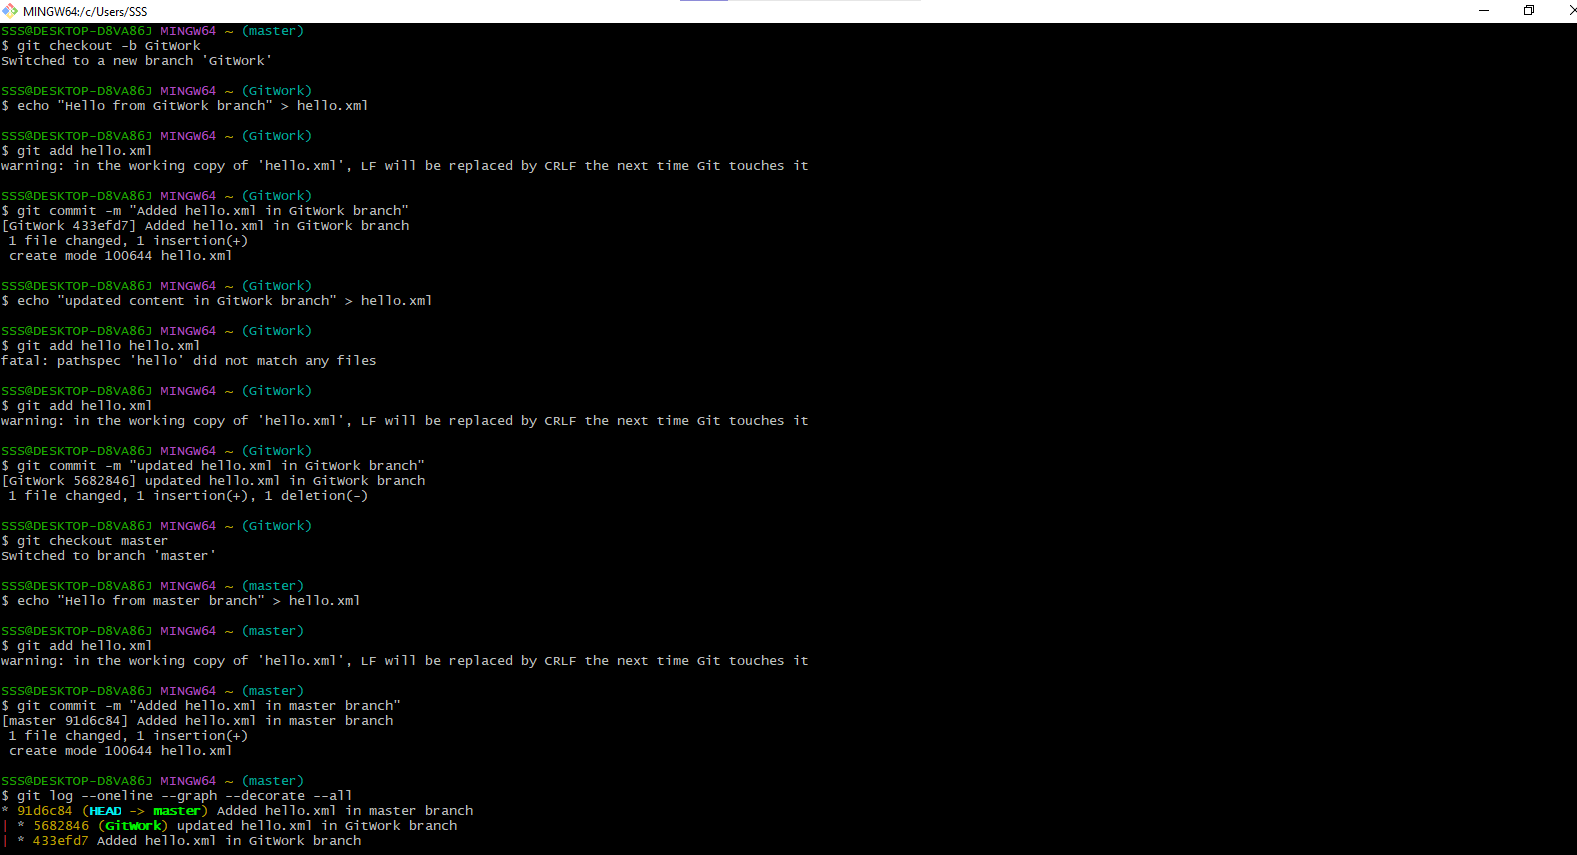 MINGW64:/c/Users/SSS
SSS@DESKTOP-D8VA86J MINGW64 ~ (master)
$ git checkout -b GitWork
Switched to a new branch 'GitWork'
SSS@DESKTOP-D8VA86J MINGW64 ~ (GitWork)
$ echo "Hello from GitWork branch" > hello.xml
SSS@DESKTOP-D8VA86J MINGW64 ~ (GitWork)
$ git add hello.xml
warning: in the working copy of 'hello.xml', LF will be replaced by CRLF the next time Git touches it
SSS@DESKTOP-D8VA86J MINGW64 ~ (GitWork)
$ git commit -m "Added hello.xml in GitWork branch"
[GitWork 433efd7] Added hello.xml in GitWork branch
 1 file changed, 1 insertion(+)
 create mode 100644 hello.xml
SSS@DESKTOP-D8VA86J MINGW64 ~ (GitWork)
$ echo "updated content in GitWork branch" > hello.xml
SSS@DESKTOP-D8VA86J MINGW64 ~ (GitWork)
$ git add hello hello.xml
fatal: pathspec 'hello' did not match any files
SSS@DESKTOP-D8VA86J MINGW64 ~ (GitWork)
$ git add hello.xml
warning: in the working copy of 'hello.xml', LF will be replaced by CRLF the next time Git touches it
SSS@DESKTOP-D8VA86J MINGW64 ~ (GitWork)
$ git commit -m "updated hello.xml in GitWork branch"
[GitWork 5682846] updated hello.xml in GitWork branch
 1 file changed, 1 insertion(+), 1 deletion(-)
SSS@DESKTOP-D8VA86J MINGW64 ~ (GitWork)
$ git checkout master
Switched to branch 'master'
SSS@DESKTOP-D8VA86J MINGW64 ~ (master)
$ echo "Hello from master branch" > hello.xml
SSS@DESKTOP-D8VA86J MINGW64 ~ (master)
$ git add hello.xml
warning: in the working copy of 'hello.xml', LF will be replaced by CRLF the next time Git touches it
SSS@DESKTOP-D8VA86J MINGW64 ~ (master)
$ git commit -m "Added hello.xml in master branch"
[master 91d6c84] Added hello.xml in master branch
 1 file changed, 1 insertion(+)
 create mode 100644 hello.xml
SSS@DESKTOP-D8VA86J MINGW64 ~ (master)
$ git log --oneline --graph --decorate --all
* 91d6c84 (HEAD -> master) Added hello.xml in master branch
| * 5682846 (GitWork) updated hello.xml in GitWork branch
| * 433efd7 Added hello.xml in GitWork branch